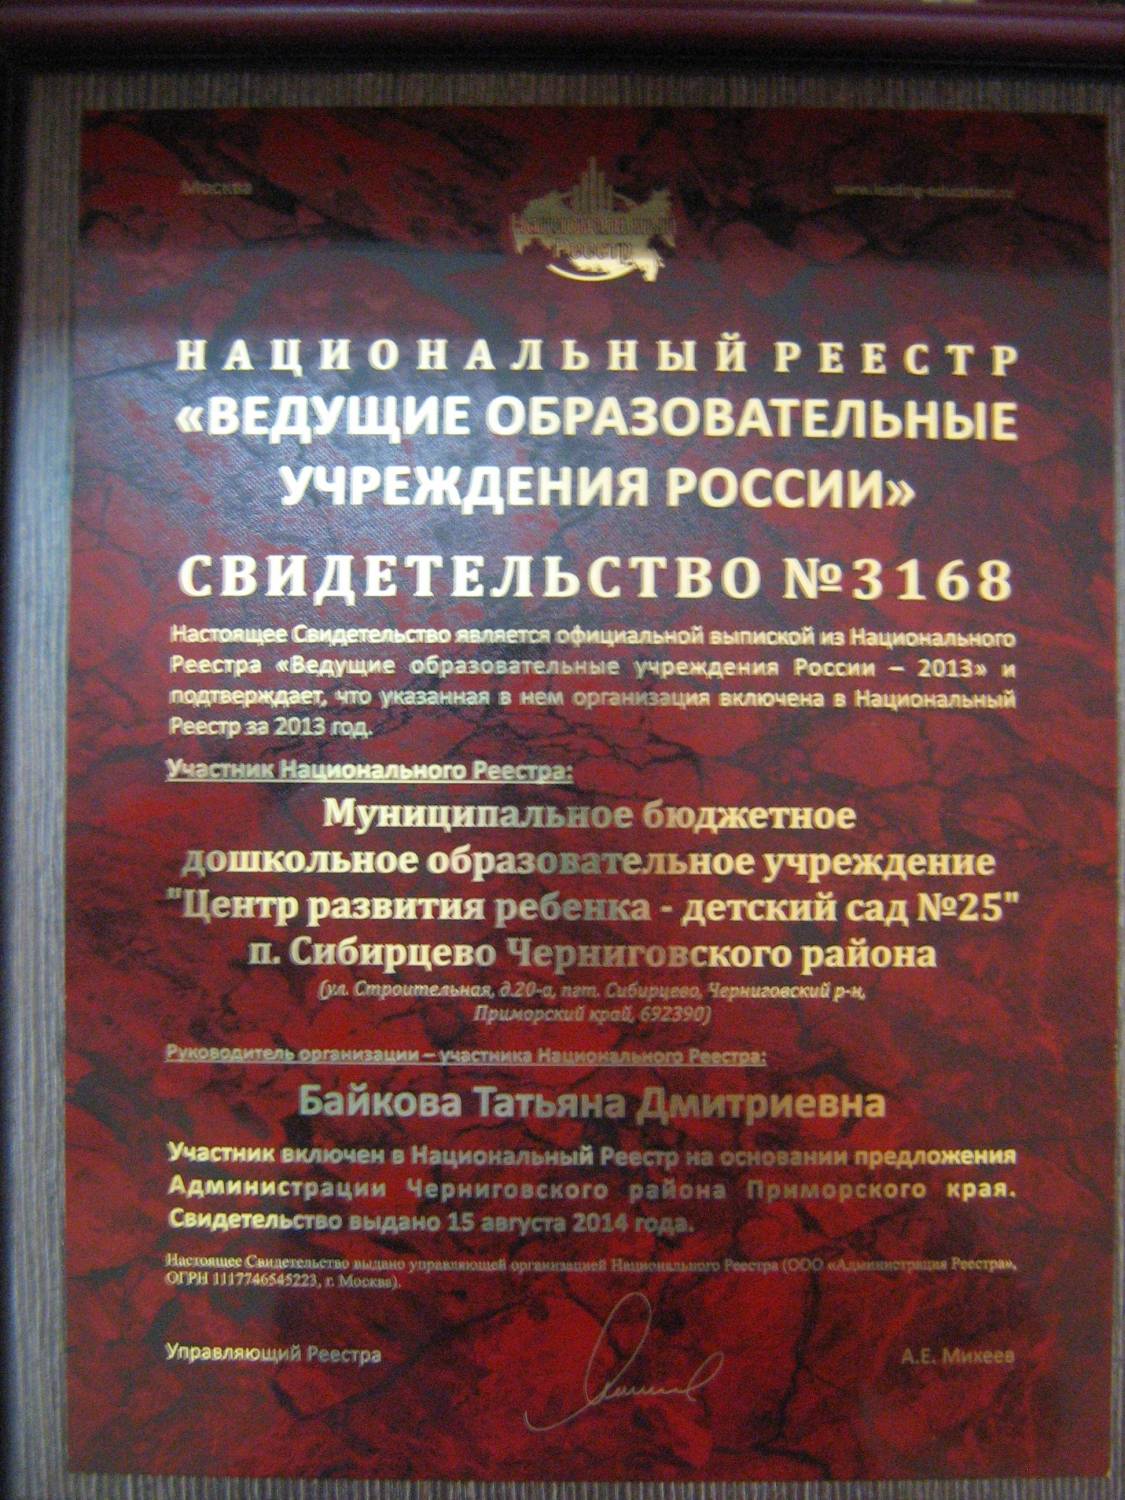 Москва
www.leading-education.ru
Национальный
Реестр
НАЦИОНАЛЬНЫЙ РЕЕСТР
«ВЕДУЩИЕ ОБРАЗОВАТЕЛЬНЫЕ
УЧРЕЖДЕНИЯ РОССИИ»
СВИДЕТЕЛЬСТВО №3168
Настоящее Свидетельство является официальной выпиской из Национального
Реестра «Ведущие образовательные учреждения России – 2013» и
подтверждает, что указанная в нем организация включена в Национальный
Реестр за 2013 год.
Участник Национального Реестра:
Муниципальное бюджетное
дошкольное образовательное учреждение
"Центр развития ребенка - детский сад №25"
п. Сибирцево Черниговского района
(ул. Строительная, д.20-а, пгт. Сибирцево, Черниговский р-н,
Приморский край, 692390)
Руководитель организации – участника Национального Реестра:
Байкова Татьяна Дмитриевна
Участник включен в Национальный Реестр на основании предложения
Администрации Черниговского района Приморского края.
Свидетельство выдано 15 августа 2014 года.
Настоящее Свидетельство выдано управляющей организацией Национального Реестра (ООО «Администрация Реестра»,
ОГРН 1117746545223, г. Москва).
Управляющий Реестра
А.Е. Михеев